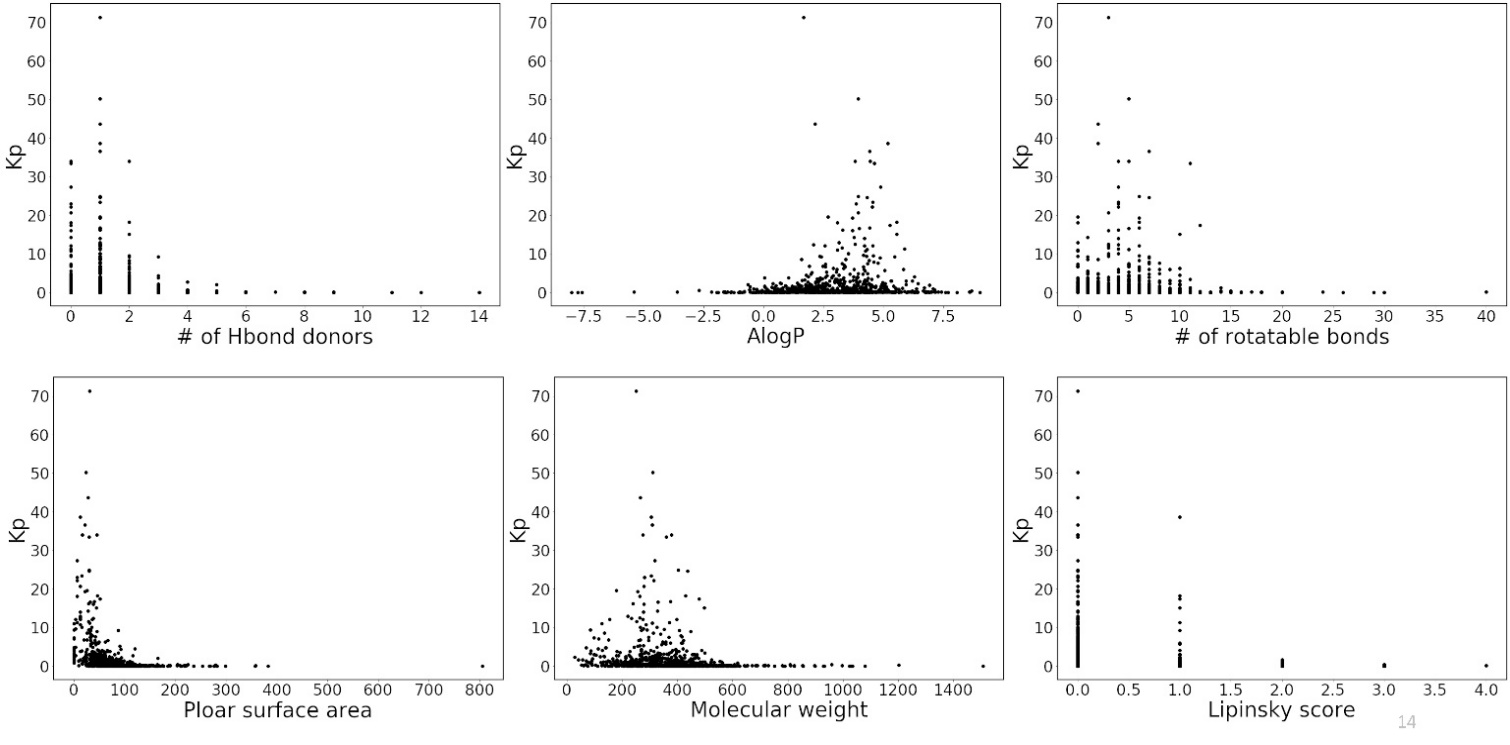 70
60
50
40
30
20
10
0
Kp
0 2 4 6 8 10 12 14
# of Hbond donors
70
60
50
40
30
20
10
0
Kp
−7.5 −5.0 −2.5 0.0 2.5 5.0 7.5
AlogP
70
60
50
40
30
20
10
0
Kp
0 5 10 15 20 25 30 35 40
# of rotatable bonds
70
60
50
40
30
20
10
0
Kp
0 100 200 300 400 500 600 700 800
Ploar surface area
70
60
50
40
30
20
10
0
Kp
0 200 400 600 800 1000 1200 1400
Molecular weight
70
60
50
40
30
20
10
0
Kp
0.0 0.5 1.0 1.5 2.0 2.5 3.0 3.5 4.0
Lipinsky score
14